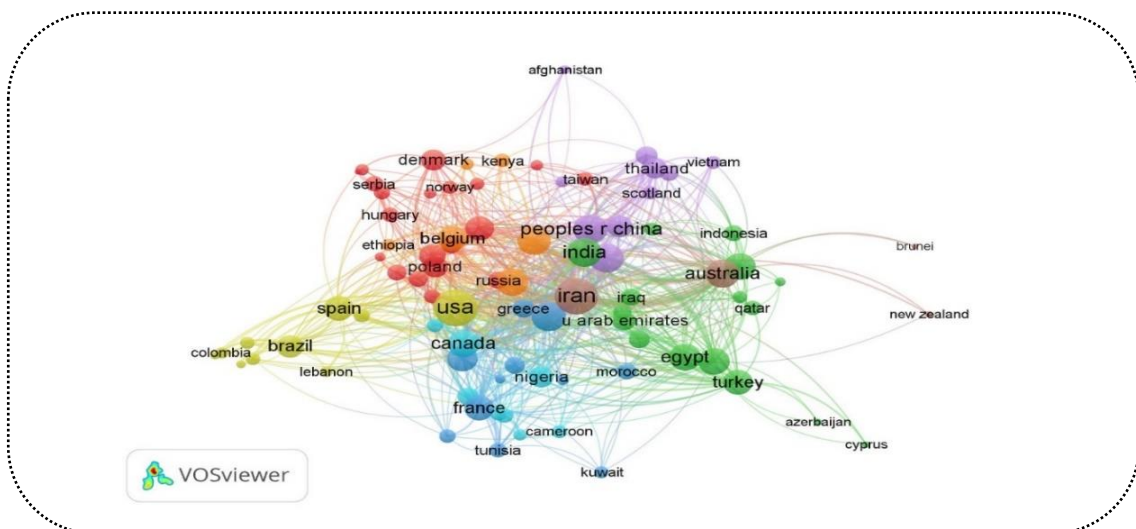 afghanistan
denmark
kenya
thailand
vietnam
serbia
norway
taiwan
scotland
hungary
belgium
peoples r china
indonesia
ethiopia
india
brunei
poland
russia
australia
iran
iraq
spain
usa
greece
qatar
new zealand
u arab emirates
colombia
brazil
canada
egypt
lebanon
nigeria
morocco
turkey
france
cameroon
azerbaijan
tunisia
cyprus
kuwait
VOSviewer